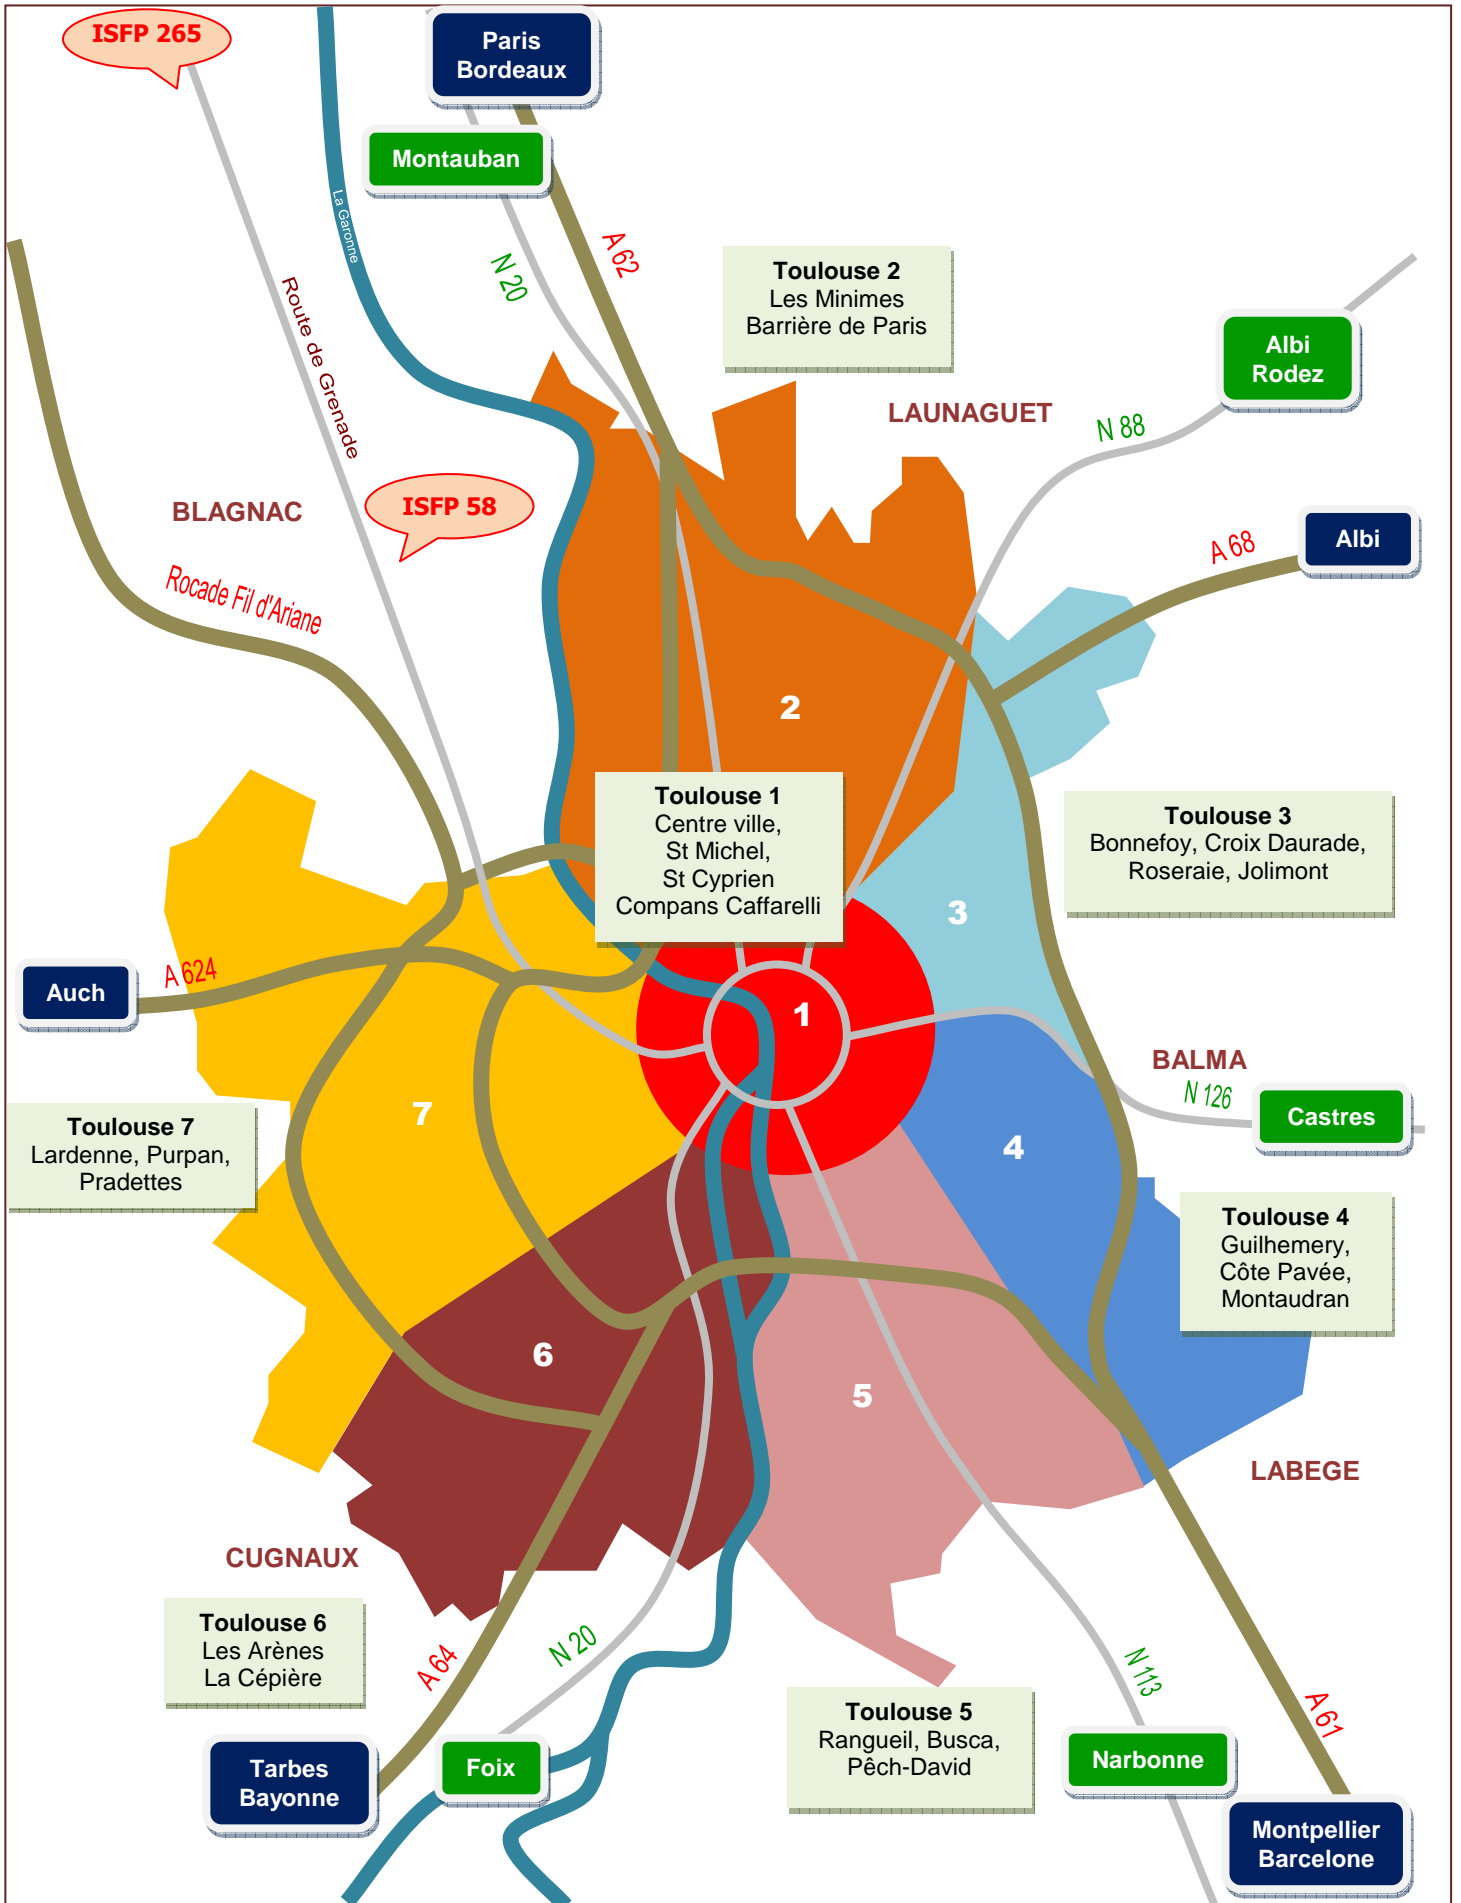 ISFP 265
Paris
Bordeaux
Montauban
La Garonne
A 62
N 20
Toulouse 2
Les Minimes
Barrière de Paris
Route de Grenade
Albi
Rodez
LAUNAGUET
N 88
BLAGNAC
ISFP 58
A 68
Albi
Rocade Fil d'Ariane
2
Toulouse 1
Centre ville,
St Michel,
St Cyprien
Compans Caffarelli
Toulouse 3
Bonnefoy, Croix Daurade,
Roseraie, Jolimont
3
Auch
A 624
1
BALMA
N 126
Castres
7
Toulouse 7
Lardenne, Purpan,
Pradettes
4
Toulouse 4
Guilhemery,
Côte Pavée,
Montaudran
6
5
LABEGE
CUGNAUX
Toulouse 6
Les Arènes
La Cépière
A 64
N 20
N 113
A 61
Toulouse 5
Rangueil, Busca,
Pêch-David
Tarbes
Bayonne
Foix
Narbonne
Montpellier
Barcelone